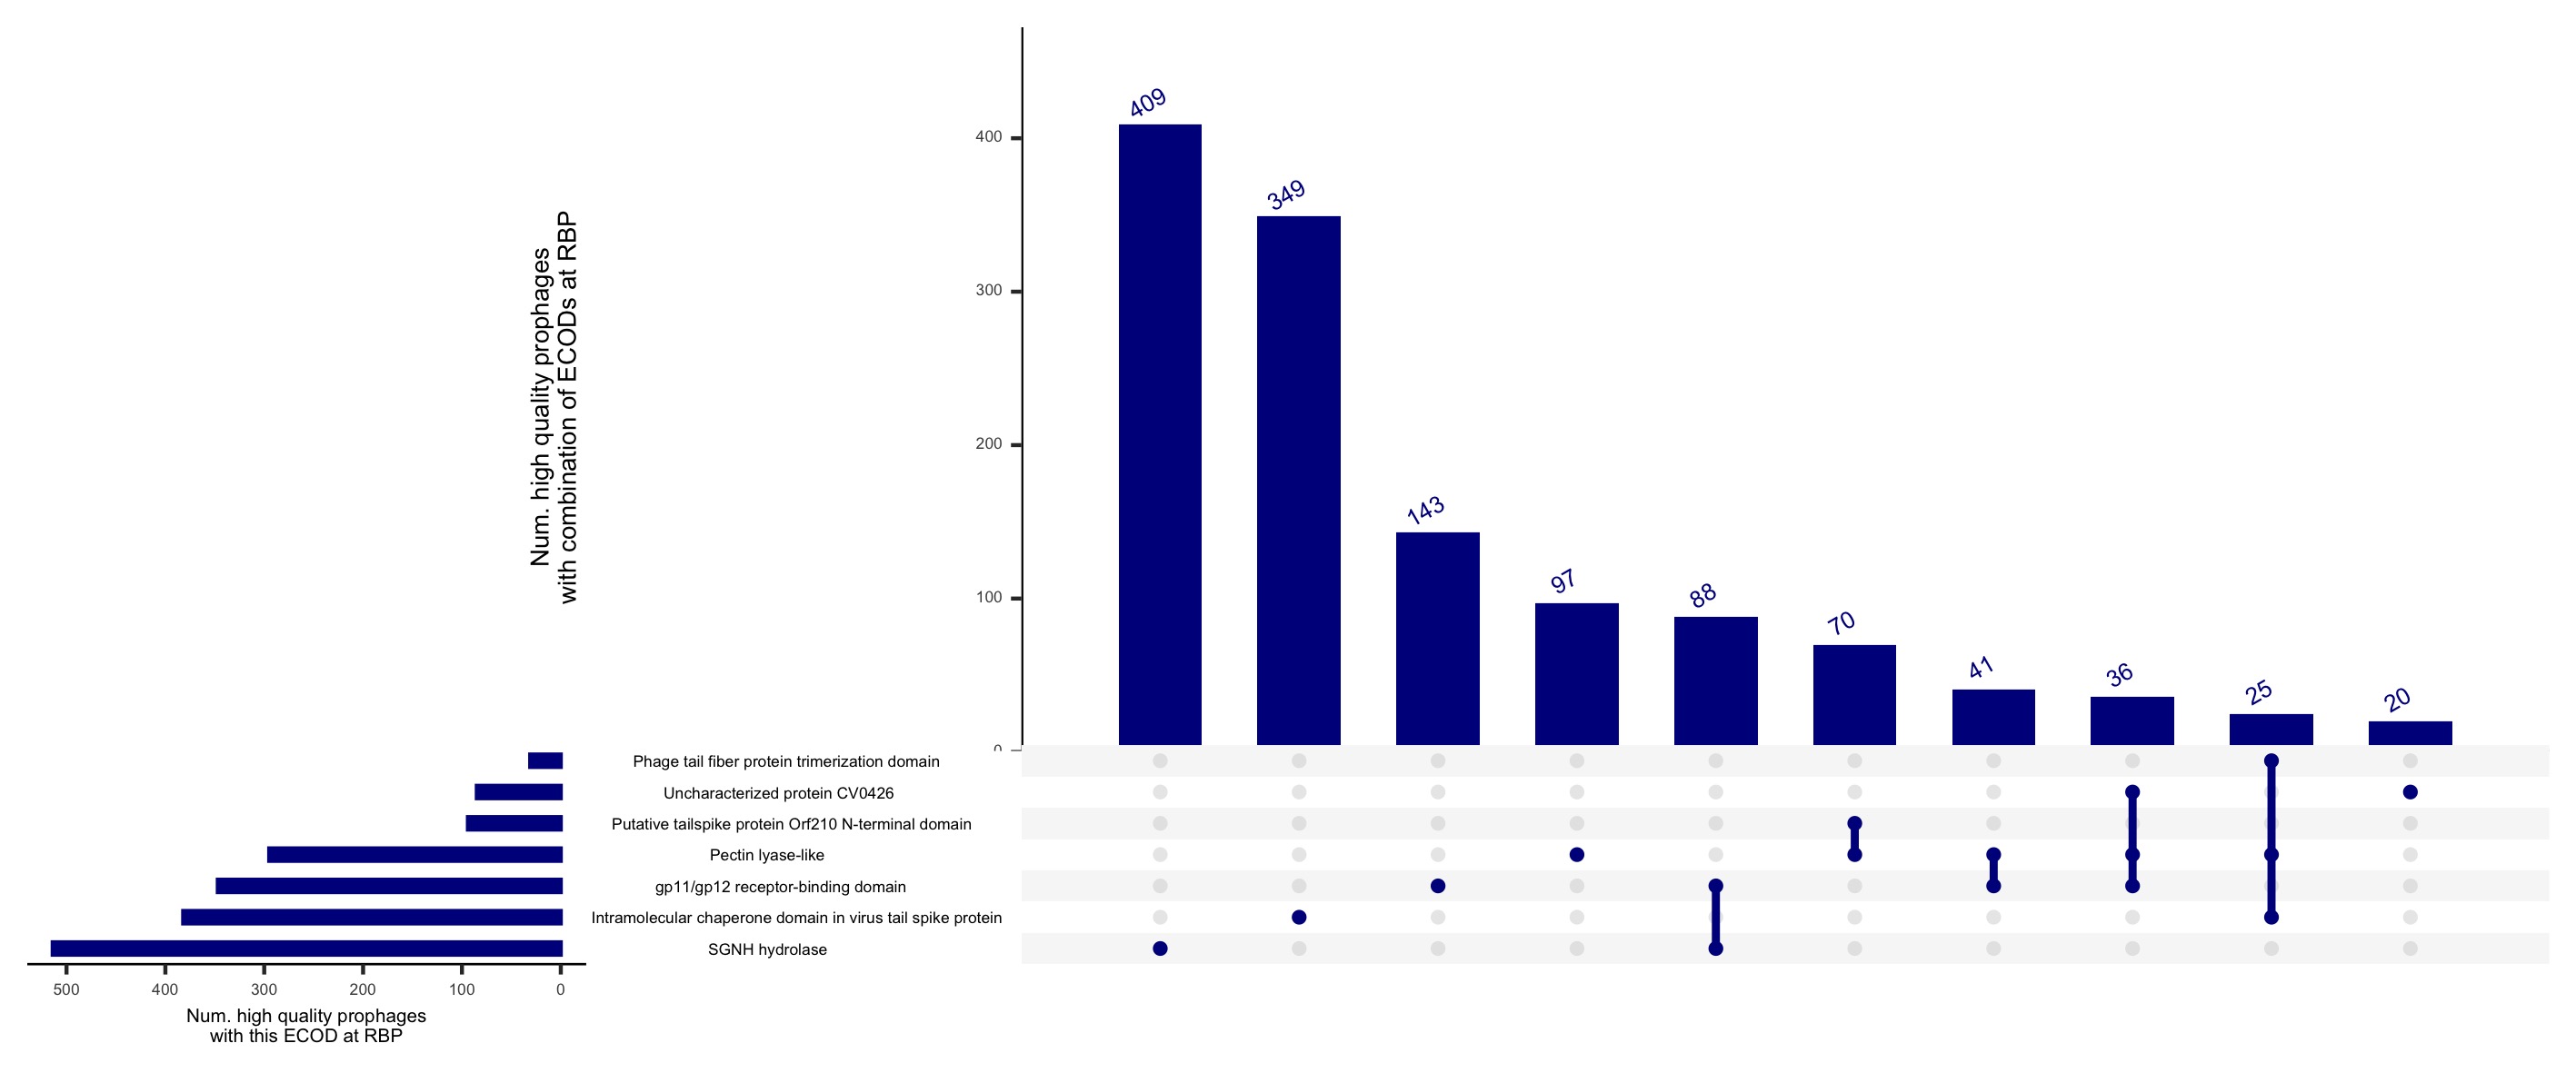 Num. high quality prophages
with combination of ECODs at RBP
400
300
200
100
0
409
349
143
97
88
70
41
36
25
20
Phage tail fiber protein trimerization domain
Uncharacterized protein CV0426
Putative tailspike protein Orf210 N-terminal domain
Pectin lyase-like
gp11/gp12 receptor-binding domain
Intramolecular chaperone domain in virus tail spike protein
SGNH hydrolase
500 400 300 200 100 0
Num. high quality prophages
with this ECOD at RBP